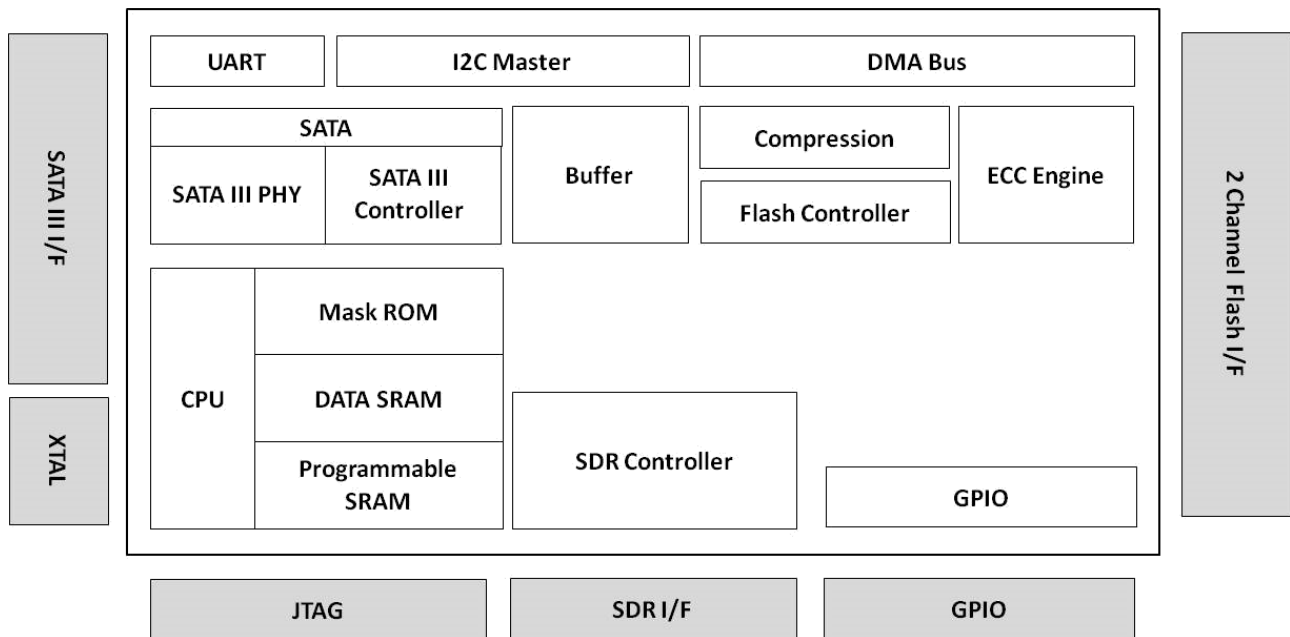 UART
I2C Master
DMA Bus
SATA
SATA III PHY
SATA III
Controller
Buffer
Compression
Flash Controller
ECC Engine
SATA III I/F
2 Channel Flash I/F
CPU
Mask ROM
DATA SRAM
Programmable
SRAM
SDR Controller
GPIO
XTAL
JTAG
SDR I/F
GPIO